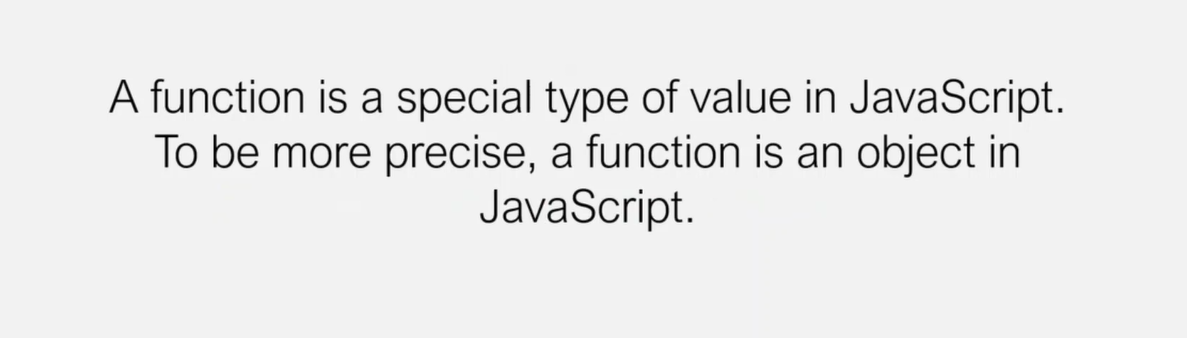 A function is a special type of value in JavaScript.
To be more precise, a function is an object in
JavaScript.